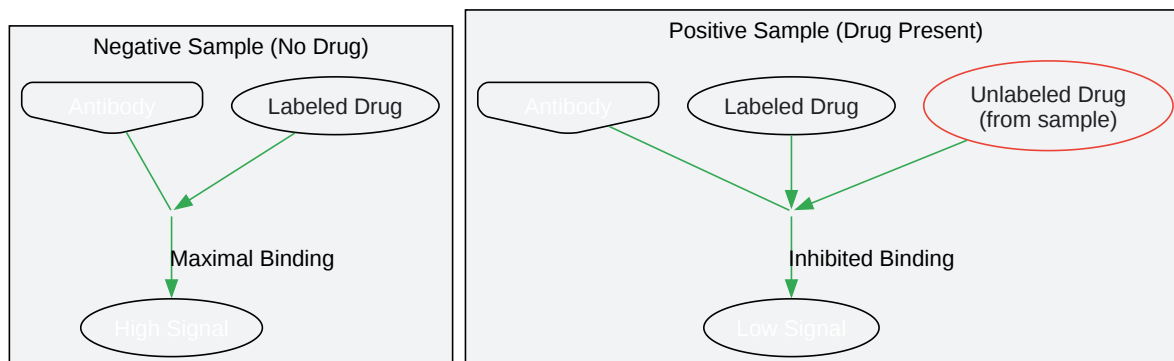 Negative Sample (No Drug)
Antibody
Labeled Drug
Maximal Binding
High Signal
Positive Sample (Drug Present)
Antibody
Labeled Drug
Unlabeled Drug
(from sample)
Inhibited Binding
Low Signal